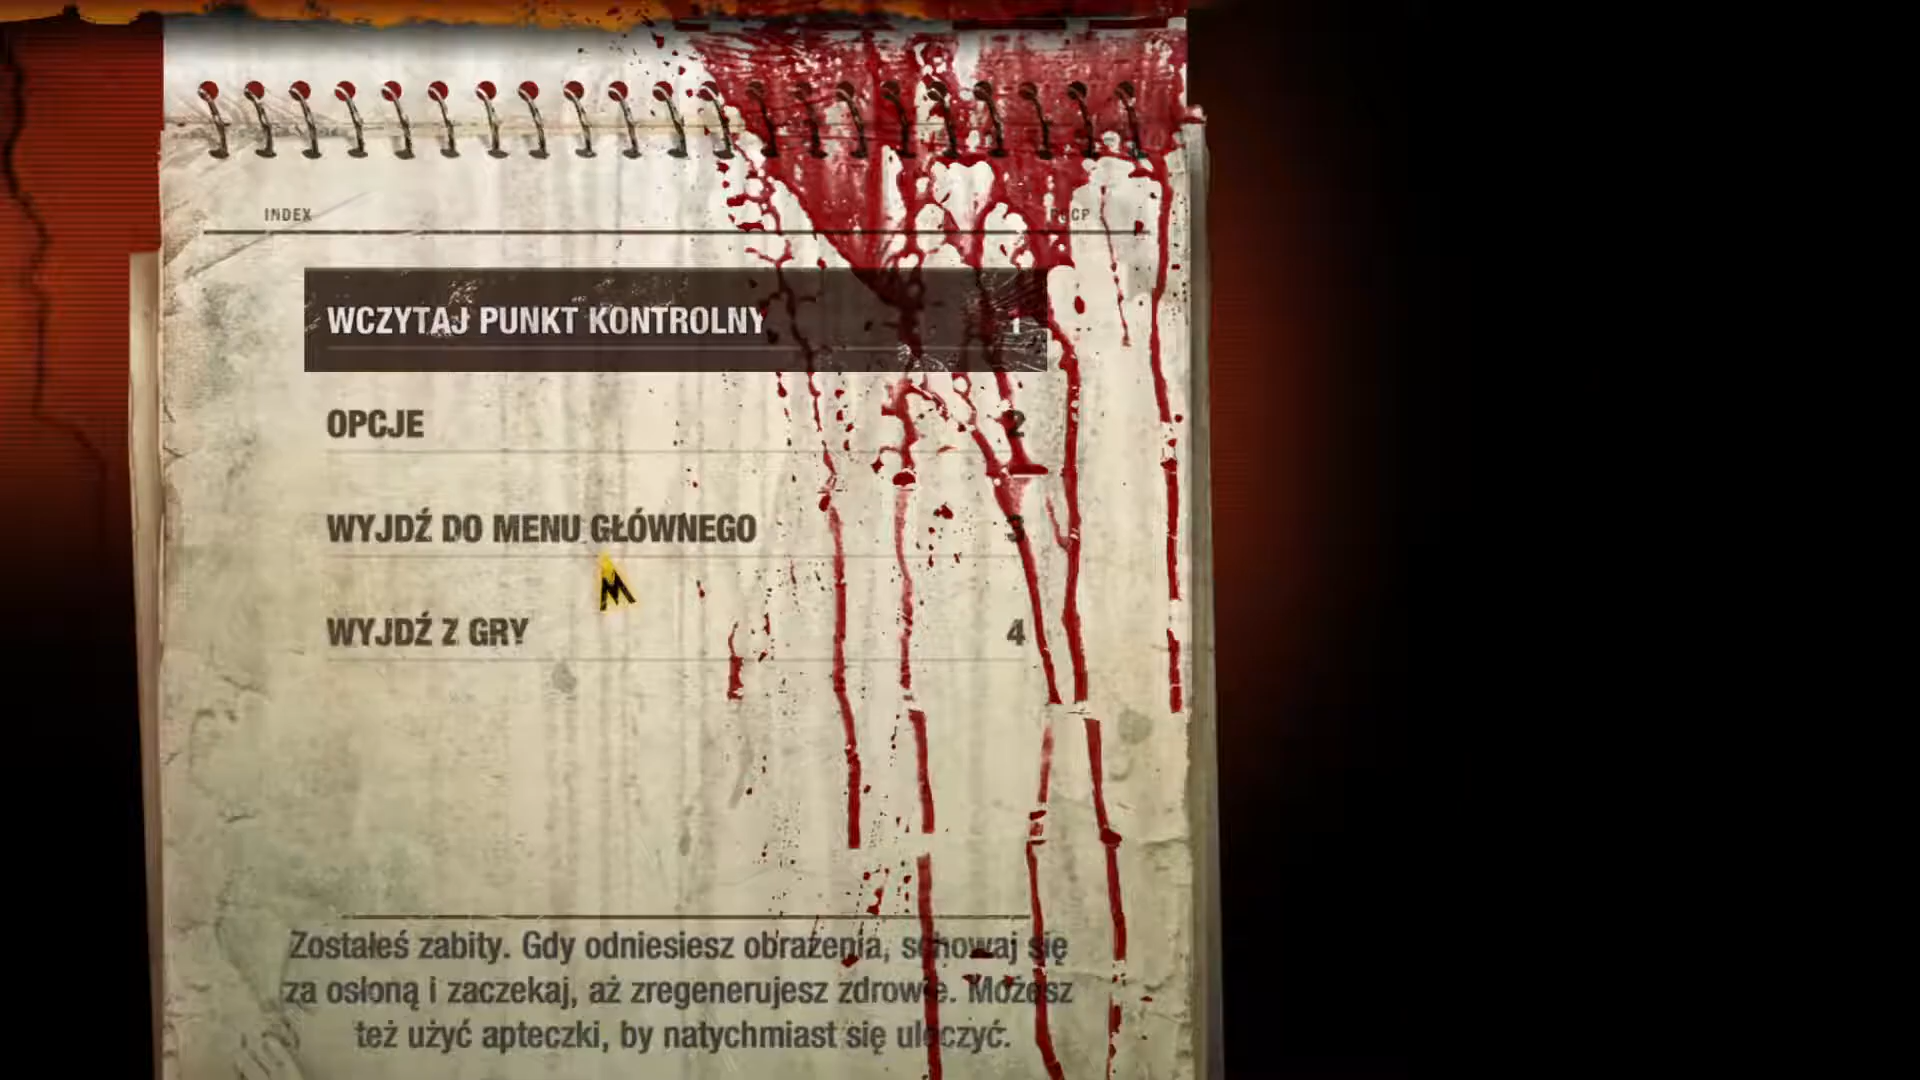 INDEX
WCZYTAJ PUNKT KONTROLNY 1
OPCJE 2
WYJDŹ DO MENU GŁÓWNEGO 3
WYJDŹ Z GRY 4
Zostałeś zabity. Gdy odniesiesz obrażenia, schowaj się
za osłoną i zaczekaj, aż zregenerujesz zdrowie. Możesz
też użyć apteczki, by natychmiast się uleczyć.